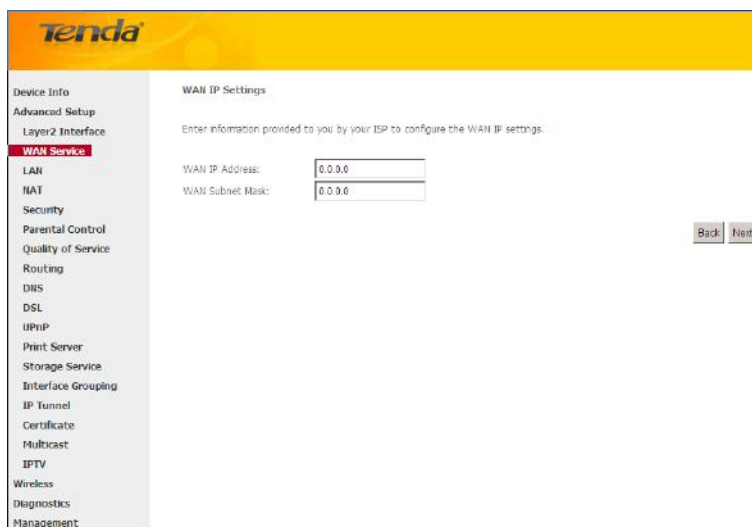 Tenda
Device Info
Advanced Setup
Layer2 Interface
WAN Service
LAN
NAT
Security
Parental Control
Quality of Service
Routing
DNS
DSL
UPnP
Print Server
Storage Service
Interface Grouping
IP Tunnel
Certificate
Multicast
IPTV
Wireless
Diagnostics
Management
WAN IP Settings
Enter information provided to you by your ISP to configure the WAN IP settings.
WAN IP Address: 0.0.0.0
WAN Subnet Mask: 0.0.0.0
Back Next